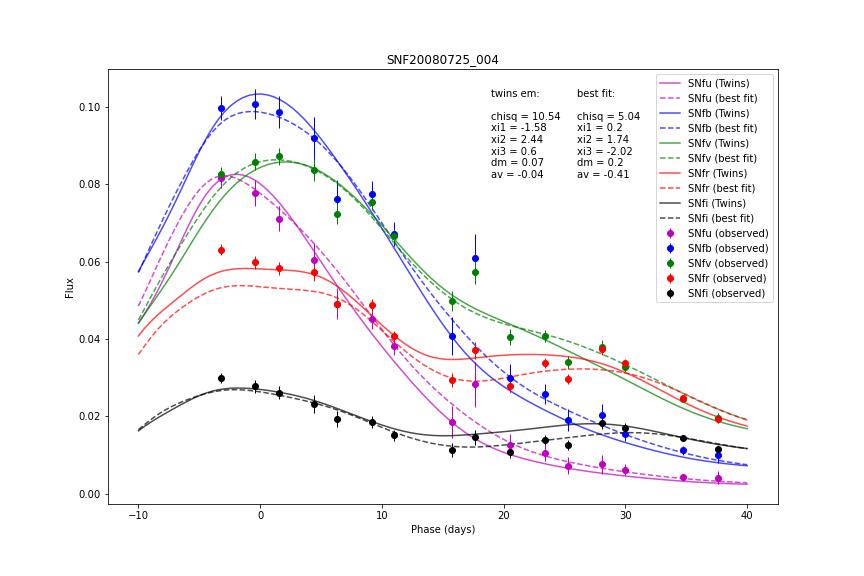 SNF20080725_004
twins em: best fit:
chisq = 10.54 chisq = 5.04
xi1 = -1.58 xi1 = 0.2
xi2 = 2.44 xi2 = 1.74
xi3 = 0.6 xi3 = -2.02
dm = 0.07 dm = 0.2
av = -0.04 av = -0.41
SNfu (Twins)
SNfu (best fit)
SNfb (Twins)
SNfb (best fit)
SNfv (Twins)
SNfv (best fit)
SNfr (Twins)
SNfr (best fit)
SNfi (Twins)
SNfi (best fit)
SNfu (observed)
SNfb (observed)
SNfv (observed)
SNfr (observed)
SNfi (observed)
Flux
0.10
0.08
0.06
0.04
0.02
0.00
−10 0 10 20 30 40
Phase (days)